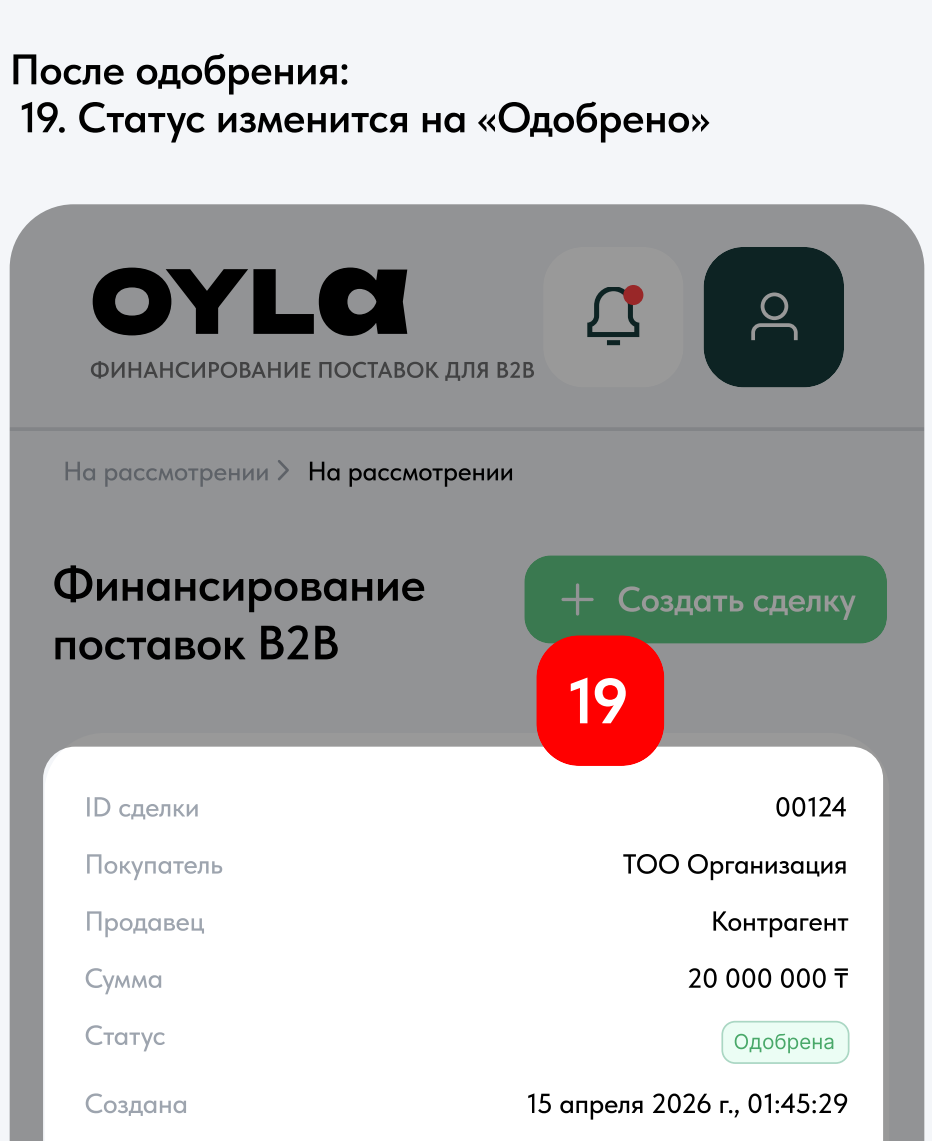 После одобрения:
19. Статус изменится на «Одобрено»
OYLa
ФИНАНСИРОВАНИЕ ПОСТАВОК ДЛЯ B2B
На рассмотрении > На рассмотрении
Финансирование
поставок B2B
+ Создать сделку
19
ID сделки 00124
Покупатель ТОО Организация
Продавец Контрагент
Сумма 20 000 000 ₸
Статус Одобрена
Создана 15 апреля 2026 г., 01:45:29